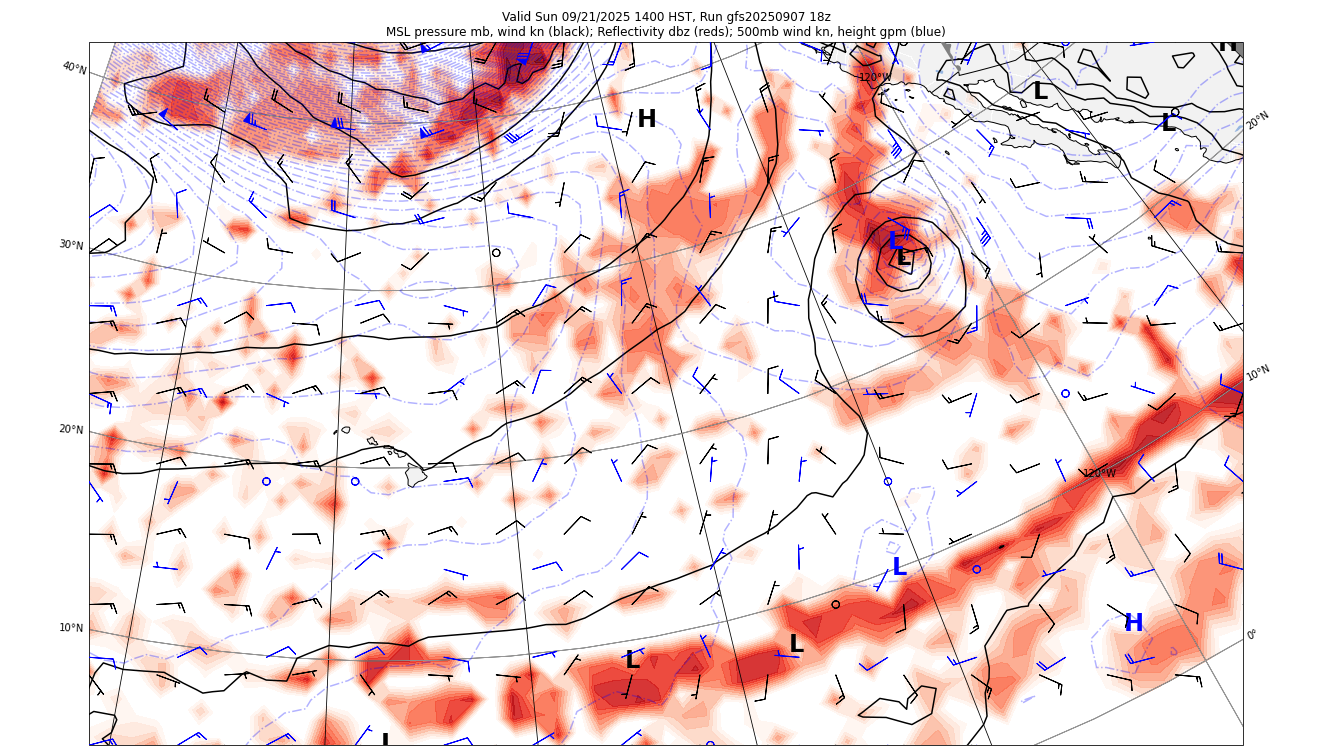 Valid Sun 09/21/2025 1400 HST, Run gfs20250907 18z
MSL pressure mb, wind kn (black); Reflectivity dbz (reds); 500mb wind kn, height gpm (blue)
H
40°N
120°W
L
H
L
20°N
30°N
L
L
10°N
20°N
120°W
L
10°N
H
0°
L
L
L